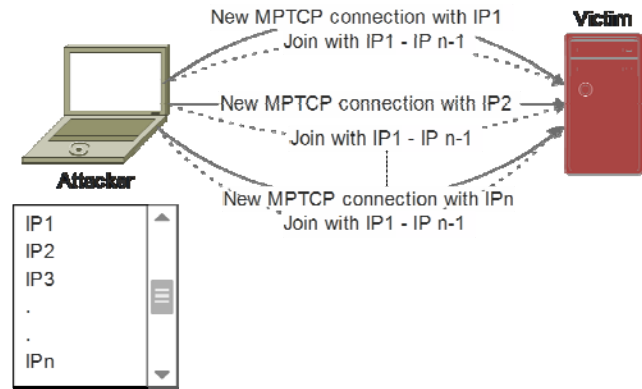 New MPTCP connection with IP1
Victim
Join with IP1 - IP n-1
New MPTCP connection with IP2
Join with IP1 - IP n-1
Attacker
New MPTCP connection with IPn
Join with IP1 - IP n-1
IP1
IP2
IP3
.
.
IPn